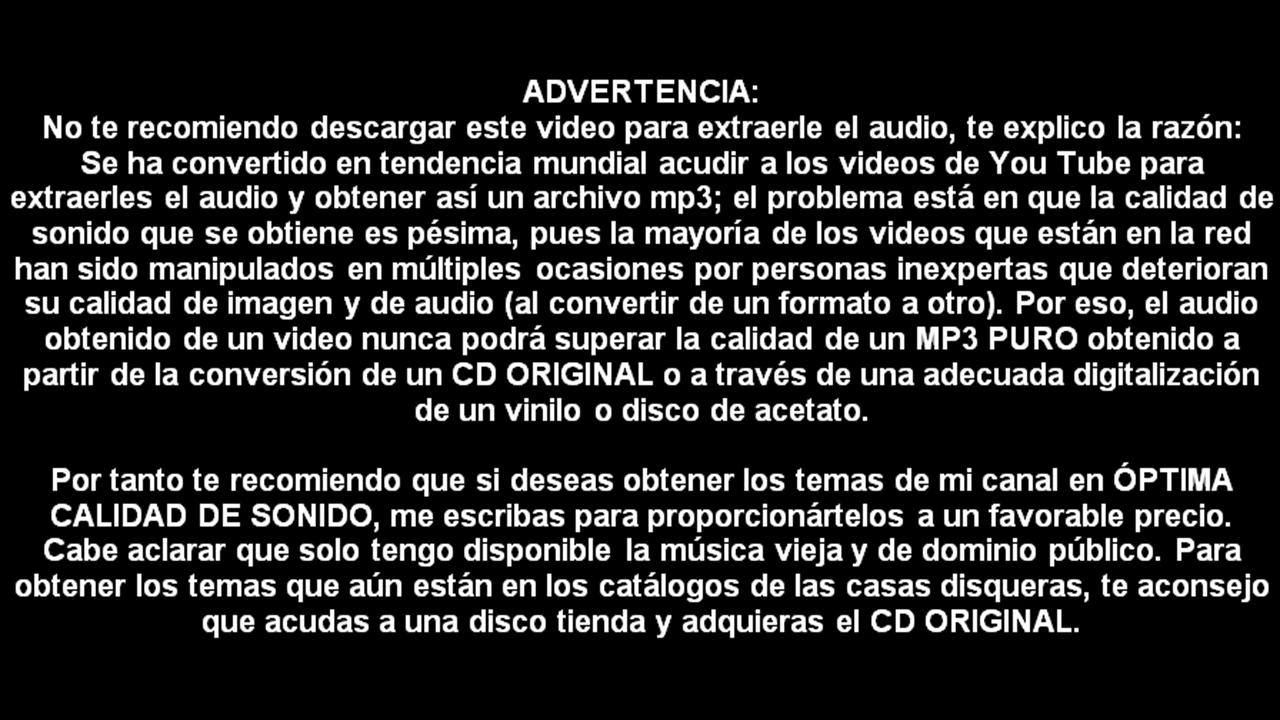 ADVERTENCIA:
No te recomiendo descargar este video para extraerle el audio, te explico la razón:
Se ha convertido en tendencia mundial acudir a los videos de You Tube para
extraerles el audio y obtener así un archivo mp3; el problema está en que la calidad de
sonido que se obtiene es pésima, pues la mayoría de los videos que están en la red
han sido manipulados en múltiples ocasiones por personas inexpertas que deterioran
su calidad de imagen y de audio (al convertir de un formato a otro). Por eso, el audio
obtenido de un video nunca podrá superar la calidad de un MP3 PURO obtenido a
partir de la conversión de un CD ORIGINAL o a través de una adecuada digitalización
de un vinilo o disco de acetato.
Por tanto te recomiendo que si deseas obtener los temas de mi canal en ÓPTIMA
CALIDAD DE SONIDO, me escribas para proporcionártelos a un favorable precio.
Cabe aclarar que solo tengo disponible la música vieja y de dominio público. Para
obtener los temas que aún están en los catálogos de las casas disqueras, te aconsejo
que acudas a una disco tienda y adquieras el CD ORIGINAL.